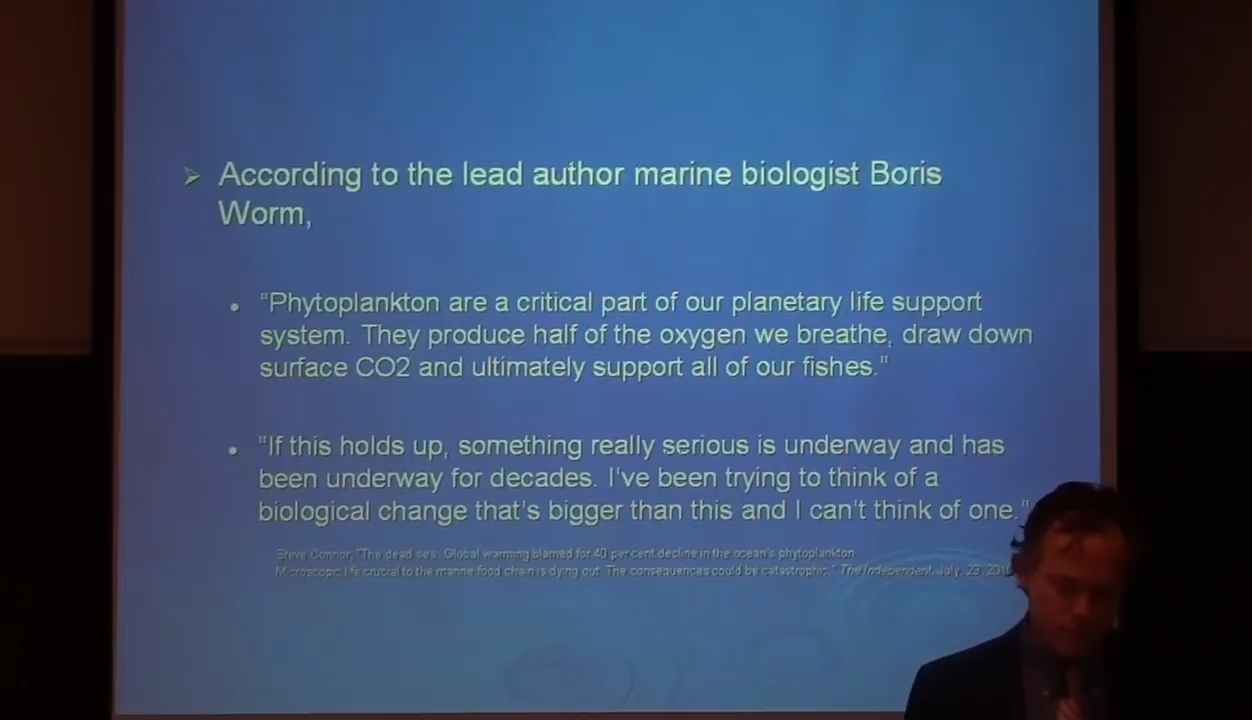 According to the lead author marine biologist Boris
Worm,
"Phytoplankton are a critical part of our planetary life support
system. They produce half of the oxygen we breathe, draw down
surface CO2 and ultimately support all of our fishes."
"If this holds up, something really serious is underway and has
been underway for decades. I've been trying to think of a
biological change that's bigger than this and I can't think of one."
Steve Connor, "The dead sea: Global warming blamed for 40 per cent decline in the ocean's phytoplankton
Microscopic life crucial to the marine food chain is dying out. The consequences could be catastrophic," The Independent, July, 29,